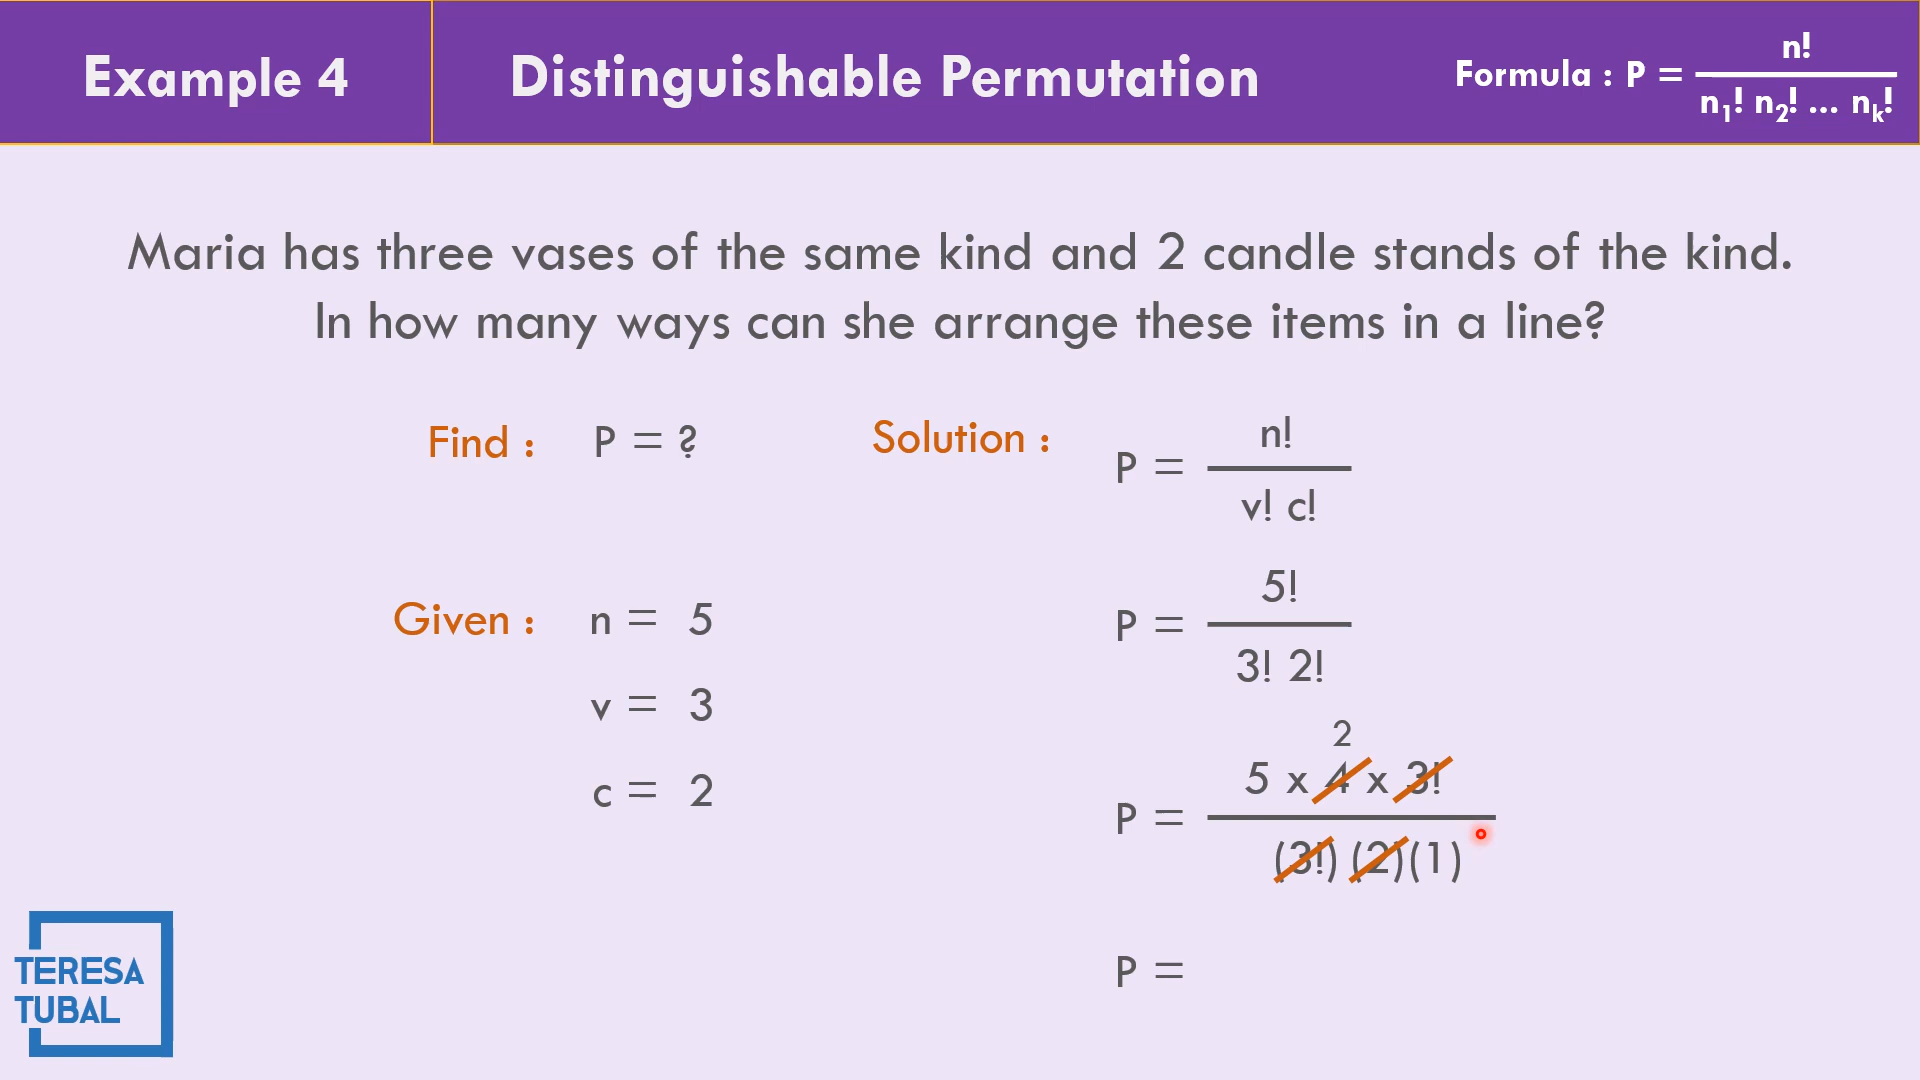 Example 4
Distinguishable Permutation
Formula : P = n! / n₁! n₂! ... nₖ!
Maria has three vases of the same kind and 2 candle stands of the kind.
In how many ways can she arrange these items in a line?
Find : P = ?
Given : n = 5
v = 3
c = 2
Solution :
P = n! / v! c!
P = 5! / 3! 2!
2
P = 5 x 4 x 3! / (3!) (2)(1)
P =
TERESA
TUBAL